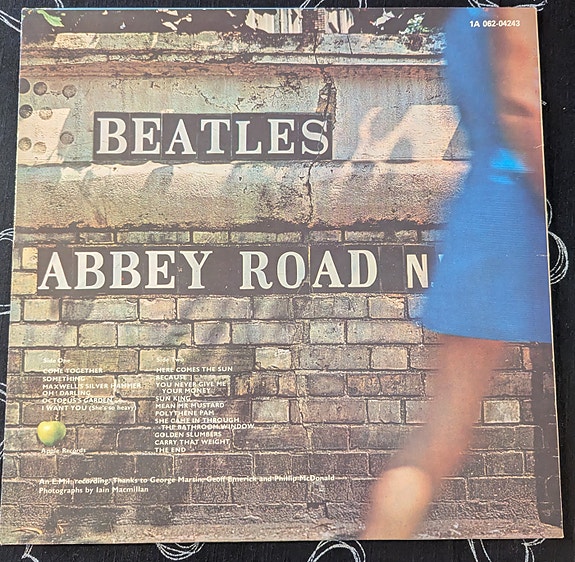 1A 062-04243
BEATLES
ABBEY ROAD N
Side One
COME TOGETHER
SOMETHING
MAXWELL'S SILVER HAMMER
OH! DARLING
OCTOPUS'S GARDEN
I WANT YOU (She's so heavy)
Side Two
HERE COMES THE SUN
BECAUSE
YOU NEVER GIVE ME
YOUR MONEY
SUN KING
MEAN MR MUSTARD
POLYTHENE PAM
SHE CAME IN THROUGH
THE BATHROOM WINDOW
GOLDEN SLUMBERS
CARRY THAT WEIGHT
THE END
Apple Records
An E.M.I. recording. Thanks to George Martin, Geoff Emerick and Phillip McDonald
Photographs by Iain Macmillan